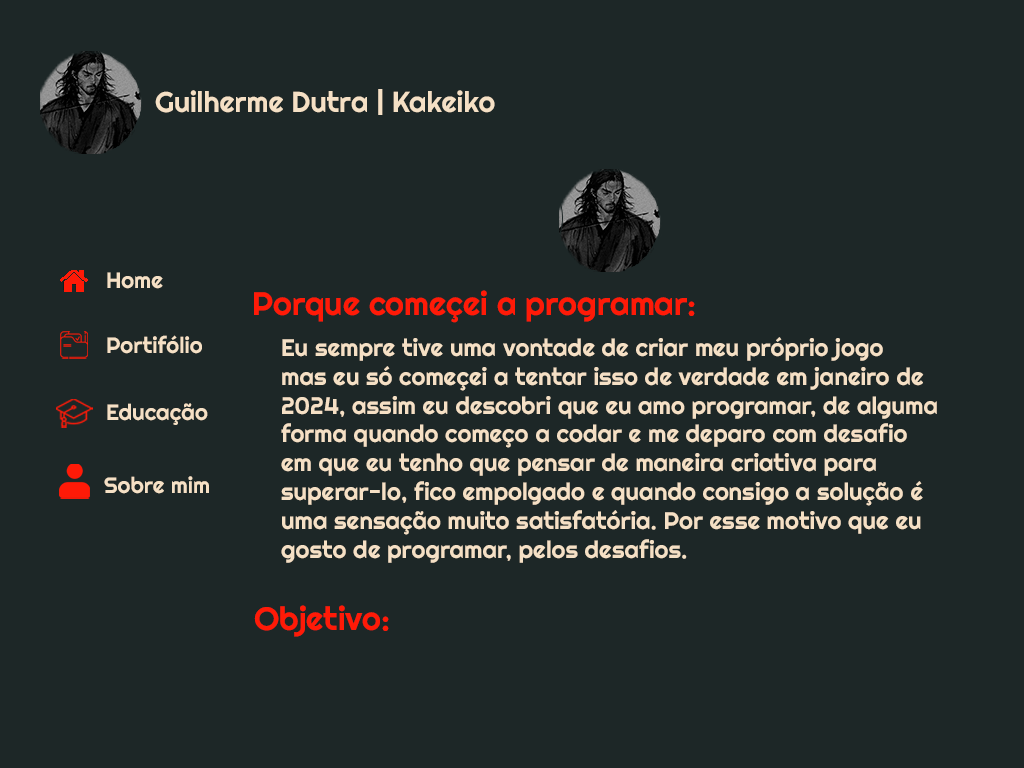 Guilherme Dutra | Kakeiko
Home
Portifólio
Educação
Sobre mim
Porque começei a programar:
Eu sempre tive uma vontade de criar meu próprio jogo
mas eu só começei a tentar isso de verdade em janeiro de
2024, assim eu descobri que eu amo programar, de alguma
forma quando começo a codar e me deparo com desafio
em que eu tenho que pensar de maneira criativa para
superar-lo, fico empolgado e quando consigo a solução é
uma sensação muito satisfatória. Por esse motivo que eu
gosto de programar, pelos desafios.
Objetivo: